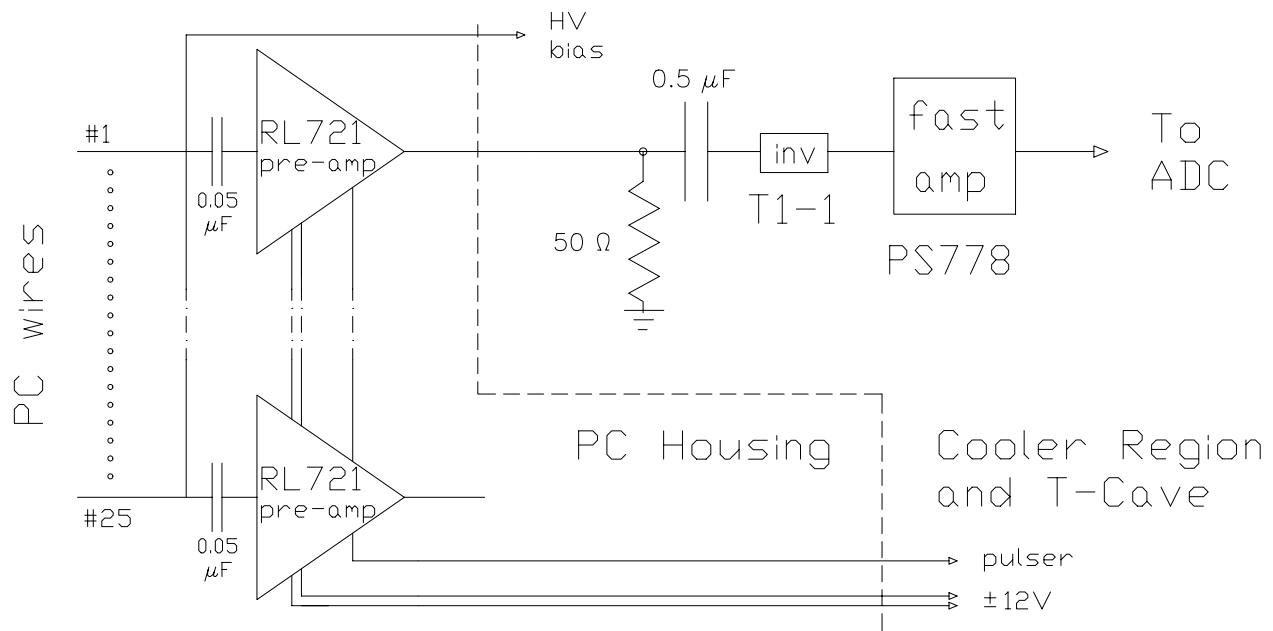 HV
bias
0.5 μF
#1
RL721
pre-amp
0.05
μF
inv
T1-1
fast
amp
PS778
To
ADC
50 Ω
PC wires
PC Housing
Cooler Region
and T-Cave
#25
RL721
pre-amp
0.05
μF
pulser
±12V